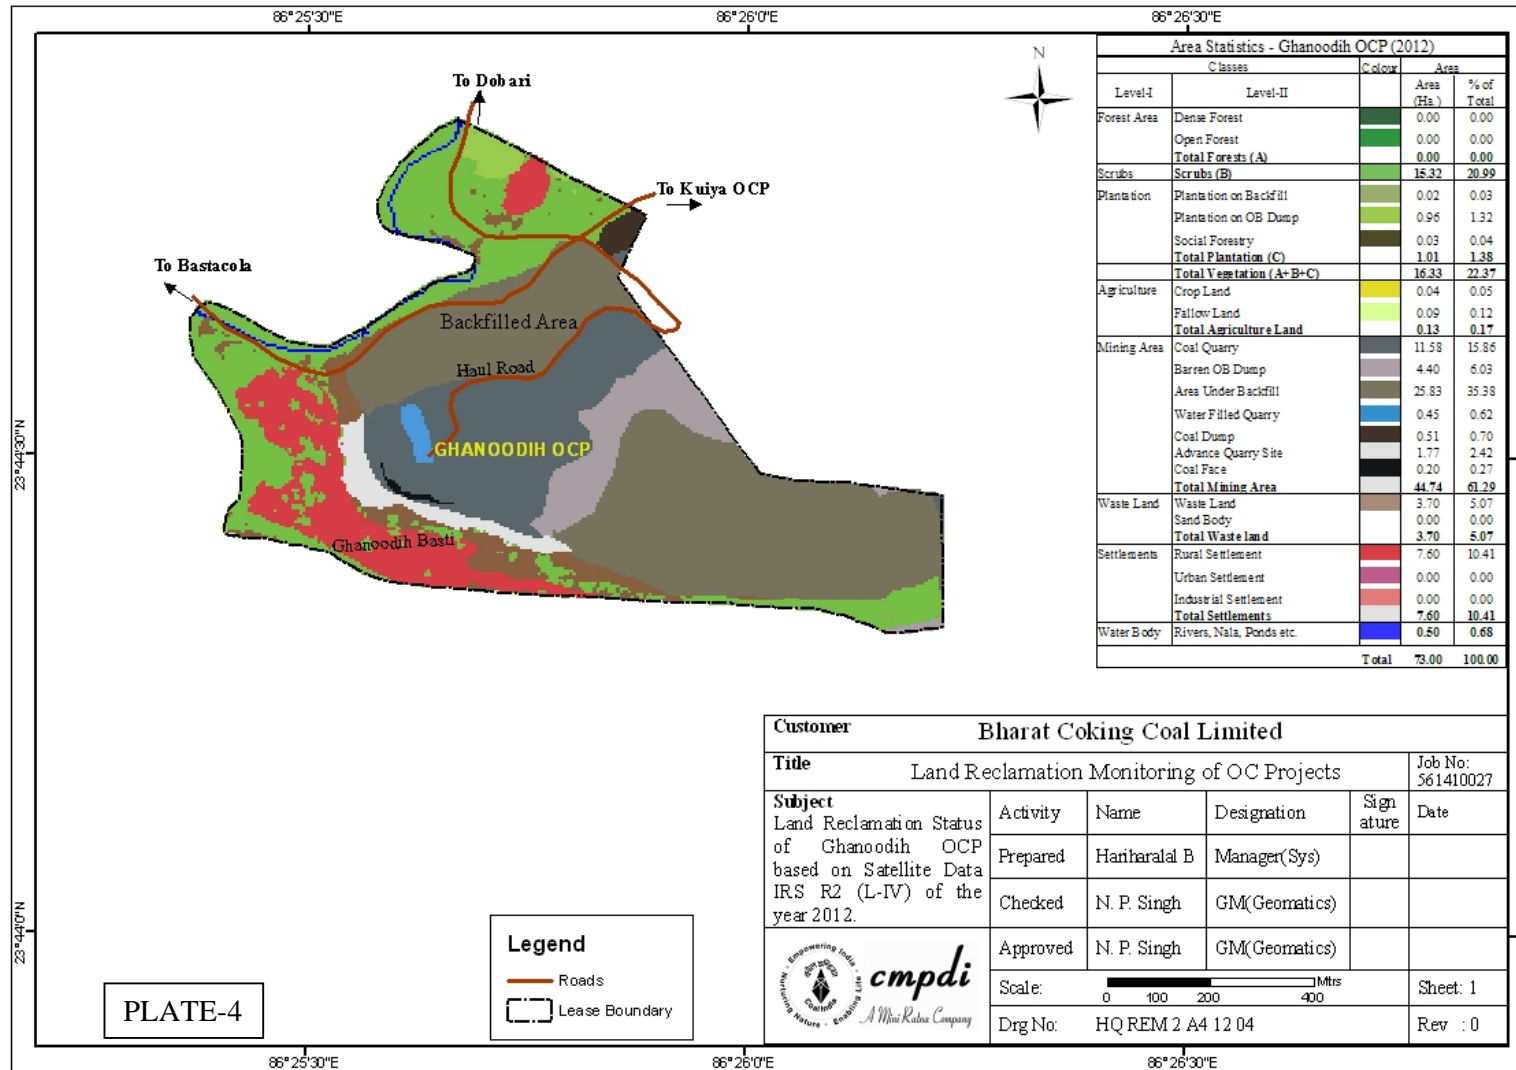 86°25'30"E 86°26'0"E 86°26'30"E
To Dobari
To Kuiya OCP
To Bastacola
Backfilled Area
Haul Road
GHANOODIH OCP
Ghanoodih Basti
23°44'30"N
23°44'0"N
N
Area Statistics - Ghanoodih OCP (2012)
Classes Colour Area
Level-I Level-II Area (Ha.) % of Total
Forest Area Dense Forest 0.00 0.00
Open Forest 0.00 0.00
Total Forests (A) 0.00 0.00
Scrubs Scrubs (B) 15.32 20.99
Plantation Plantation on Backfill 0.02 0.03
Plantation on OB Dump 0.96 1.32
Social Forestry 0.03 0.04
Total Plantation (C) 1.01 1.38
Total Vegetation (A+B+C) 16.33 22.37
Agriculture Crop Land 0.04 0.05
Fallow Land 0.09 0.12
Total Agriculture Land 0.13 0.17
Mining Area Coal Quarry 11.58 15.86
Barren OB Dump 4.40 6.03
Area Under Backfill 25.83 35.38
Water Filled Quarry 0.45 0.62
Coal Dump 0.51 0.70
Advance Quarry Site 1.77 2.42
Coal Face 0.20 0.27
Total Mining Area 44.74 61.29
Waste Land Waste Land 3.70 5.07
Sand Body 0.00 0.00
Total Waste land 3.70 5.07
Settlements Rural Settlement 7.60 10.41
Urban Settlement 0.00 0.00
Industrial Settlement 0.00 0.00
Total Settlements 7.60 10.41
Water Body Rivers, Nala, Ponds etc. 0.50 0.68
Total 73.00 100.00
Customer Bharat Coking Coal Limited
Title Land Reclamation Monitoring of OC Projects Job No: 561410027
Subject
Land Reclamation Status
of Ghanoodih OCP
based on Satellite Data
IRS R2 (L-IV) of the
year 2012.
Activity Name Designation Sign ature Date
Prepared Hariharalal B Manager(Sys)
Checked N. P. Singh GM(Geomatics)
Approved N. P. Singh GM(Geomatics)
Scale: 0 100 200 400 Mtrs Sheet: 1
Drg No: HQ REM 2 A4 12 04 Rev : 0
Empowering India - Enabling Life - Nurturing Nature
CoalIndia
cmpdi
A Mini Ratna Company
Legend
Roads
Lease Boundary
PLATE-4
86°25'30"E 86°26'0"E 86°26'30"E